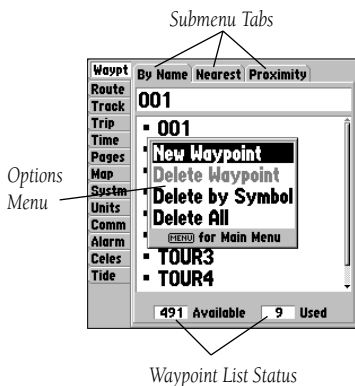 Submenu Tabs
Waypt
By Name Nearest Proximity
Route
Track
Trip
Time
Pages
Map
Systm
Units
Comm
Alarm
Celes
Tide
001
001
New Waypoint
Delete Waypoint
Delete by Symbol
Delete All
MENU for Main Menu
TOUR3
TOUR4
491 Available 9 Used
Options
Menu
Waypoint List Status